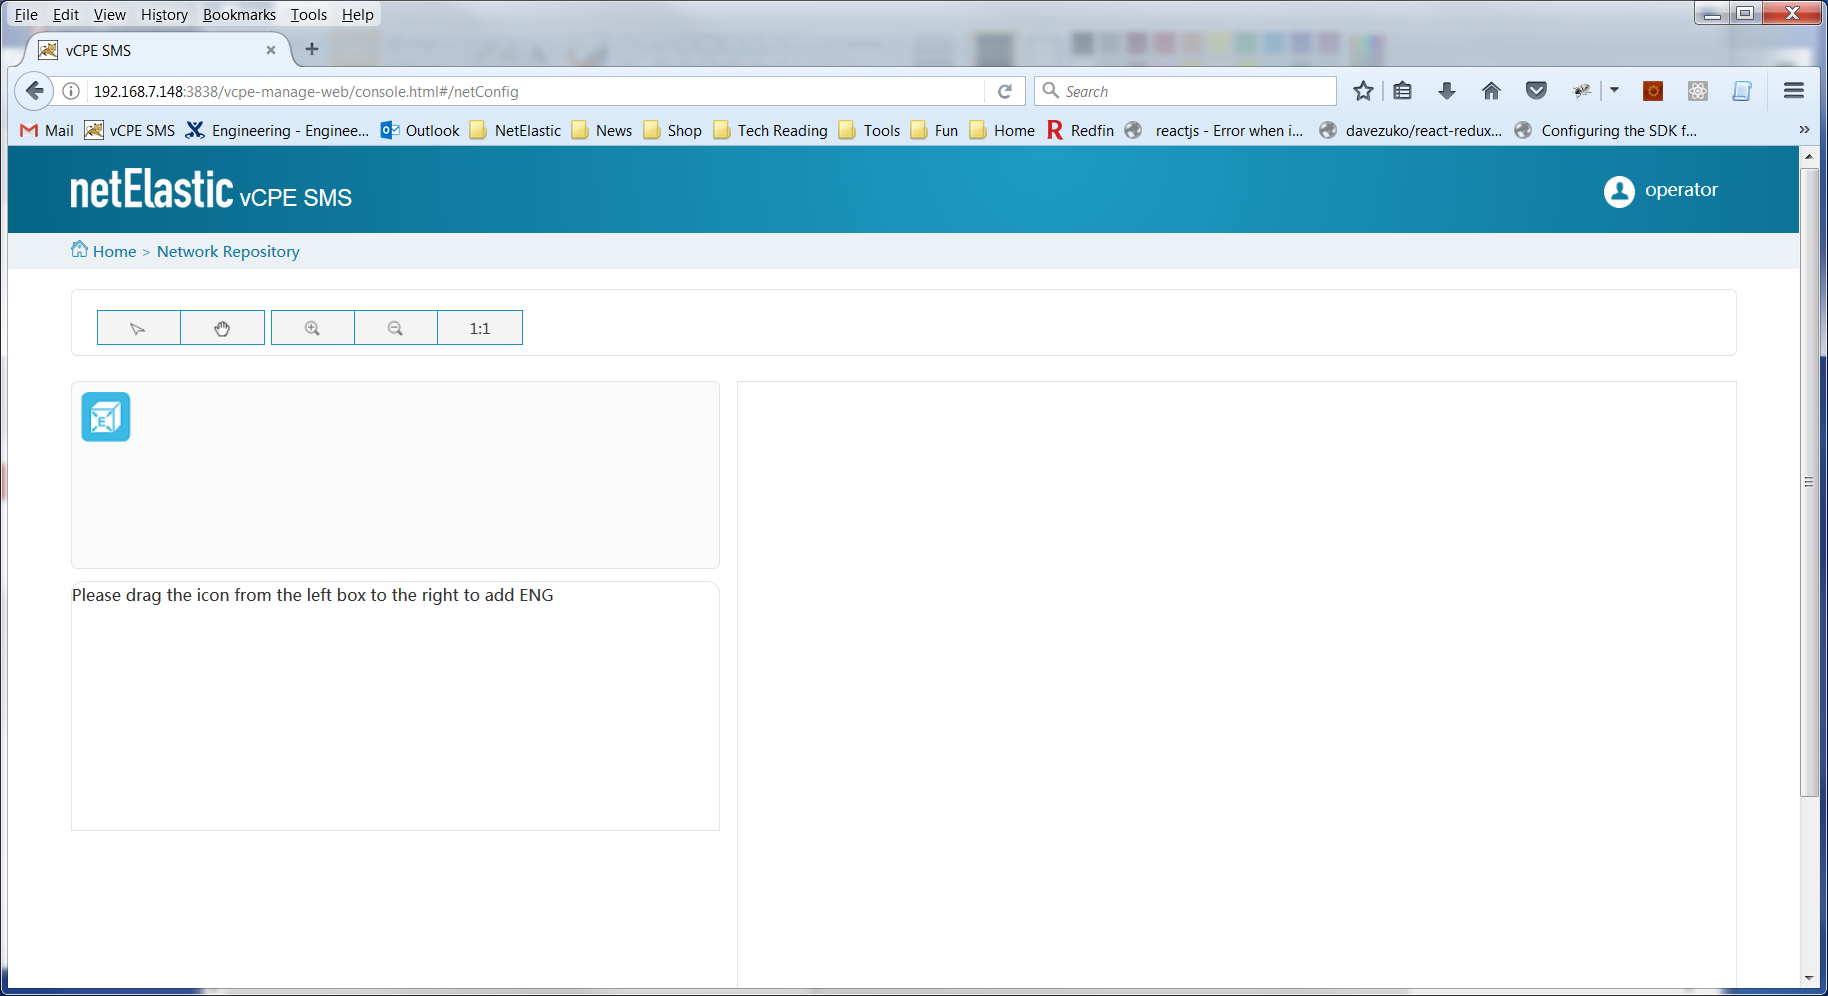 File Edit View History Bookmarks Tools Help
vCPE SMS
192.168.7.148:3838/vcpe-manage-web/console.html#/netConfig
Search
Mail vCPE SMS Engineering - Enginee... Outlook NetElastic News Shop Tech Reading Tools Fun Home Redfin reactjs - Error when i... davezuko/react-redux... Configuring the SDK f...
netElastic vCPE SMS
operator
Home > Network Repository
1:1
E
Please drag the icon from the left box to the right to add ENG